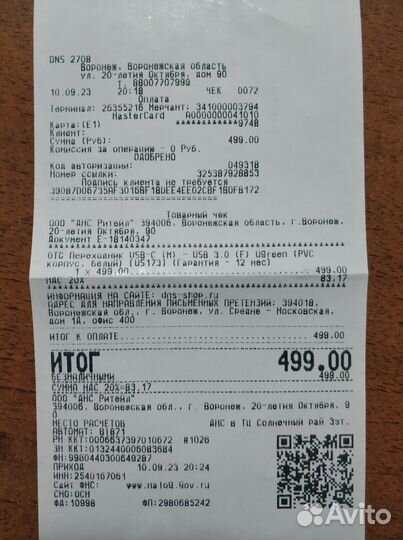 DNS 270В
Воронеж, Воронежская область
ул. 20-летия Октября, дом 90
Т. 88007707999
10.09.23 20:18 ЧЕК 0072
Оплата
Терминал: 26355216 Мерчант: 341000003794
MasterCard A0000000041010
Карта:(E1) ************9748
Клиент:
Сумма (Руб): 499.00
Комиссия за операцию - 0 Руб.
ОДОБРЕНО
Код авторизации: 04931В
Номер ссылки: 325387928853
Подпись клиента не требуется
Товарный чек
ООО "ДНС Ритейл" 394006, Воронежская область, г.Воронеж,
20-летия Октября, 90
Документ Е-18140347
OTG Переходник USB-C (M) - USB 3.0 (F) UGreen (PVC
корпус, белый) [US173] (Гарантия - 12 мес)
1 x 499.00 499.00
НДС 20% 83.17
ИНФОРМАЦИЯ НА САЙТЕ: dns-shop.ru
АДРЕС ДЛЯ НАПРАВЛЕНИЯ ПИСЬМЕННЫХ ПРЕТЕНЗИЙ: 394018,
Воронежская обл., г. Воронеж, ул. Средне - Московская,
дом 1А, офис 400
ИТОГ К ОПЛАТЕ 499.00
ИТОГ 499.00
БЕЗНАЛИЧНЫМИ 499.00
СУММА НДС 20%=83.17
ООО "ДНС Ритейл"
394006, Воронежская обл., г. Воронеж, 20-летия Октября, 9
0
МЕСТО РАСЧЕТОВ ДНС в ТЦ Солнечный рай 3эт.
АВТОМАТ: 81871
РН ККТ:0006637397010672 #1026
ЗН ККТ:0132440006083684
ФН:9960440300649287
ПРИХОД 10.09.23 20:24
ИНН:2540167061
Сайт ФНС: www.nalog.gov.ru
СНО:ОСН
ФД:10998 ФП:2980685242
Avito